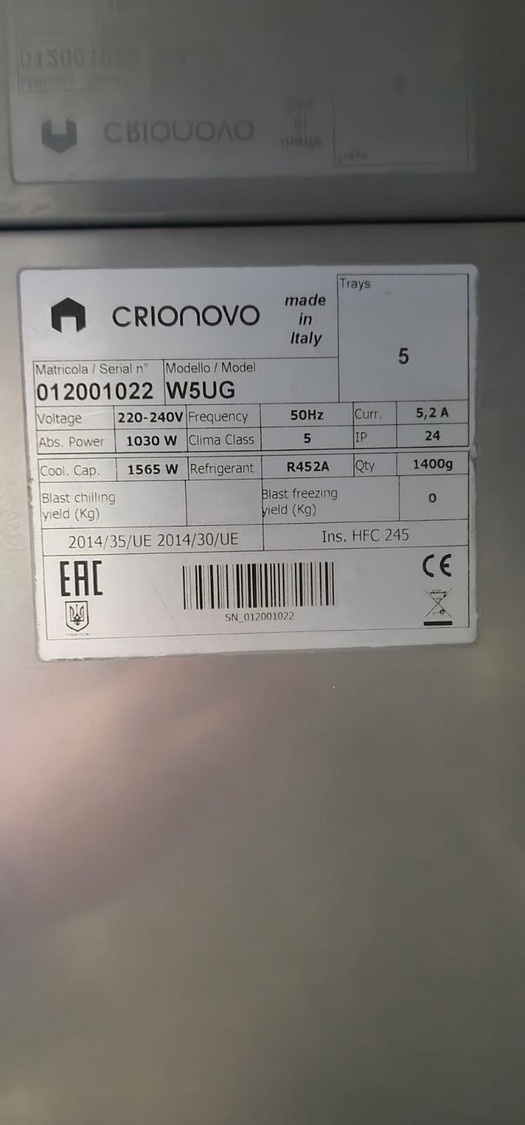 CRIONOVO
made
in
Italy
Trays
5
Matricola / Serial n° Modello / Model
012001022 W5UG
Voltage 220-240V Frequency 50Hz Curr. 5,2 A
Abs. Power 1030 W Clima Class 5 IP 24
Cool. Cap. 1565 W Refrigerant R452A Qty 1400g
Blast chilling
yield (Kg)
Blast freezing
yield (Kg)
0
2014/35/UE 2014/30/UE Ins. HFC 245
EAC CE
SN_012001022